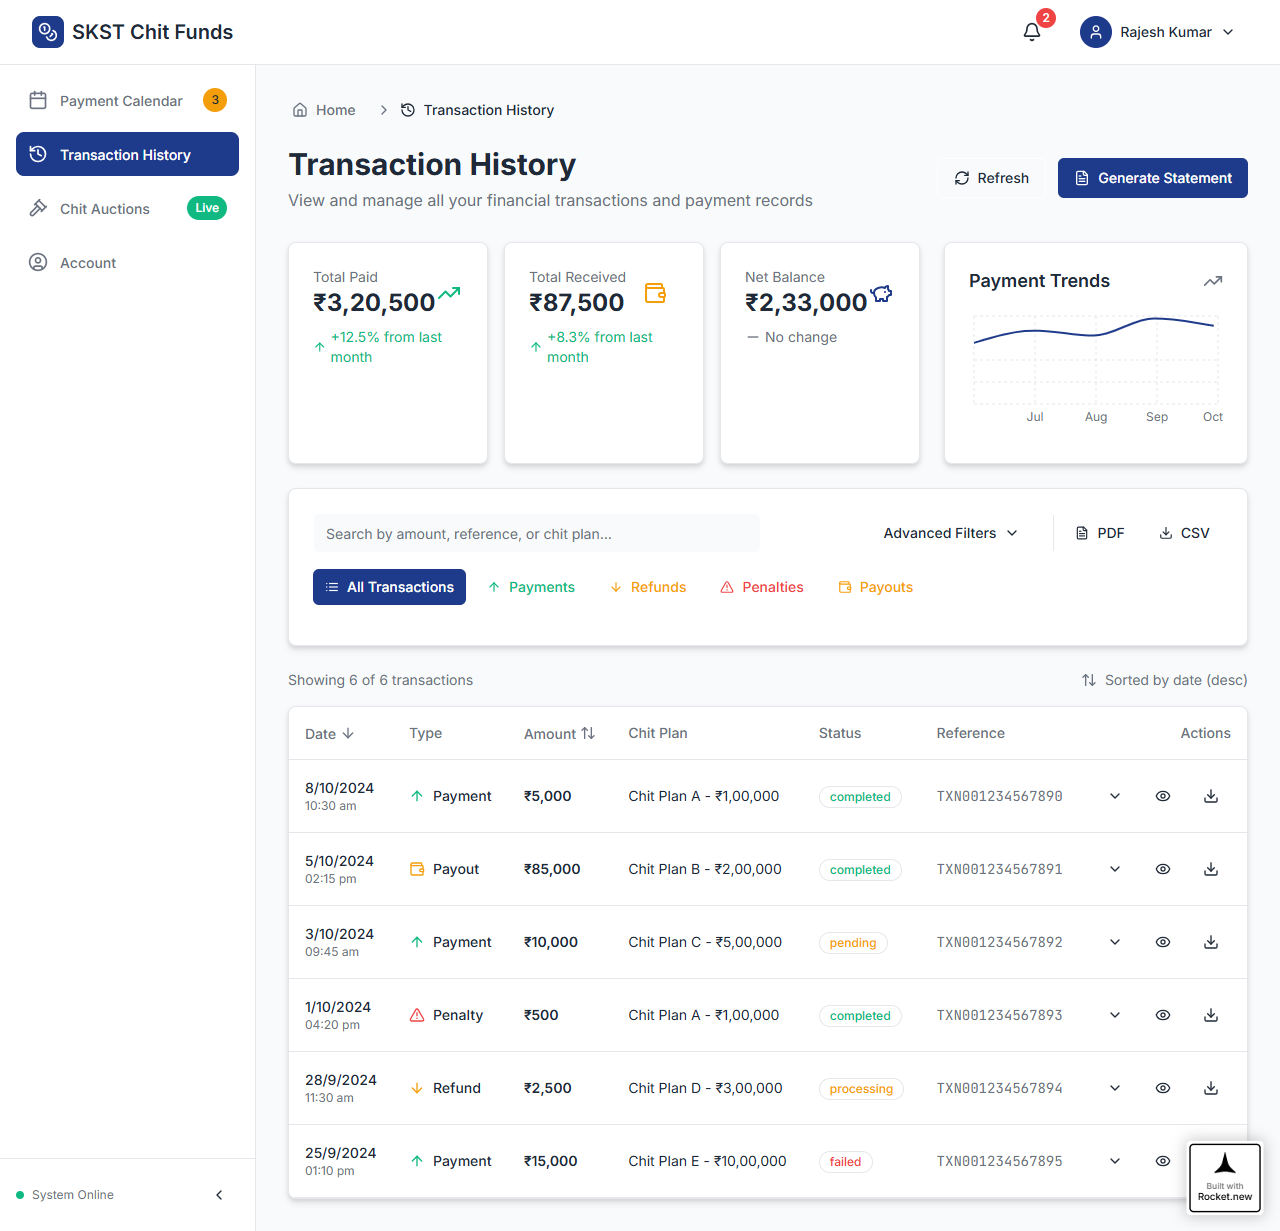 SKST Chit Funds
2
Rajesh Kumar
Payment Calendar
3
Transaction History
Chit Auctions
Live
Account
System Online
Home
Transaction History
Transaction History
View and manage all your financial transactions and payment records
Refresh
Generate Statement
Total Paid
₹3,20,500
+12.5% from last
month
Total Received
₹87,500
+8.3% from last
month
Net Balance
₹2,33,000
No change
Payment Trends
Jul Aug Sep Oct
Search by amount, reference, or chit plan...
Advanced Filters
PDF
CSV
All Transactions
Payments
Refunds
Penalties
Payouts
Showing 6 of 6 transactions
Sorted by date (desc)
Date Type Amount Chit Plan Status Reference Actions
8/10/2024
10:30 am
Payment ₹5,000 Chit Plan A - ₹1,00,000 completed TXN001234567890
5/10/2024
02:15 pm
Payout ₹85,000 Chit Plan B - ₹2,00,000 completed TXN001234567891
3/10/2024
09:45 am
Payment ₹10,000 Chit Plan C - ₹5,00,000 pending TXN001234567892
1/10/2024
04:20 pm
Penalty ₹500 Chit Plan A - ₹1,00,000 completed TXN001234567893
28/9/2024
11:30 am
Refund ₹2,500 Chit Plan D - ₹3,00,000 processing TXN001234567894
25/9/2024
01:10 pm
Payment ₹15,000 Chit Plan E - ₹10,00,000 failed TXN001234567895
Built with
Rocket.new